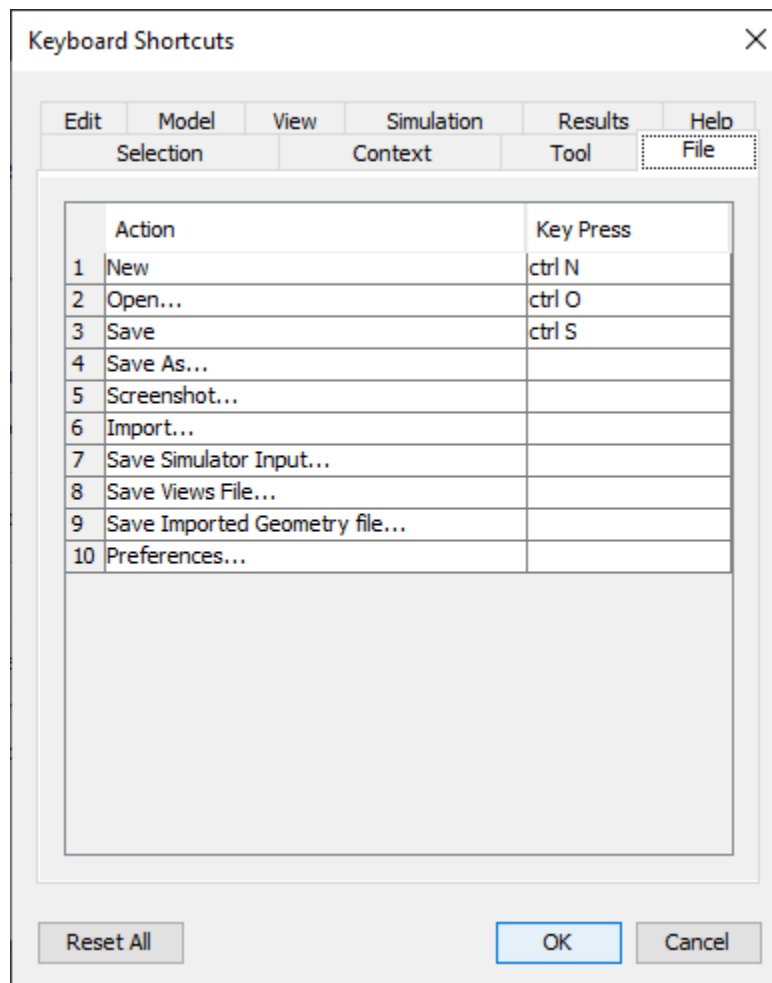 Keyboard Shortcuts
Edit Model View Simulation Results Help
Selection Context Tool File
Action Key Press
1 New ctrl N
2 Open... ctrl O
3 Save ctrl S
4 Save As...
5 Screenshot...
6 Import...
7 Save Simulator Input...
8 Save Views File...
9 Save Imported Geometry file...
10 Preferences...
Reset All OK Cancel